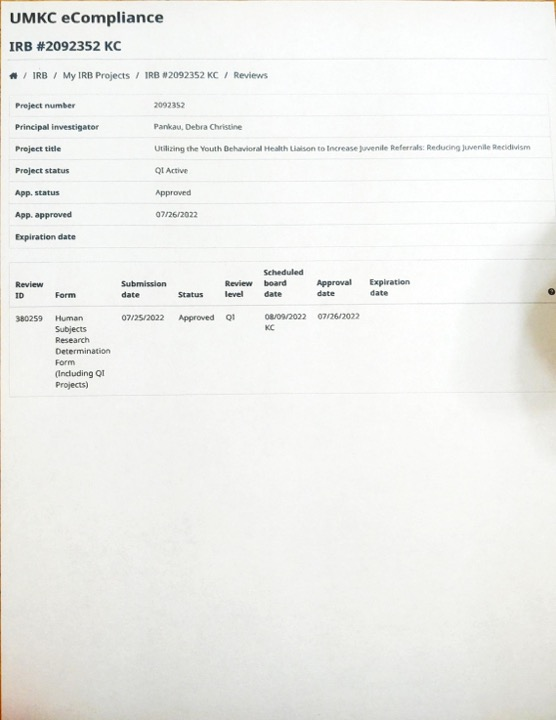 UMKC eCompliance
IRB #2092352 KC
/ IRB / My IRB Projects / IRB #2092352 KC / Reviews
Project number 2092352
Principal investigator Pankau, Debra Christine
Project title Utilizing the Youth Behavioral Health Liaison to Increase Juvenile Referrals: Reducing Juvenile Recidivism
Project status QI Active
App. status Approved
App. approved 07/26/2022
Expiration date
Review ID Form Submission date Status Review level Scheduled board date Approval date Expiration date
380259 Human Subjects Research Determination Form (Including QI Projects) 07/25/2022 Approved QI 08/09/2022 KC 07/26/2022